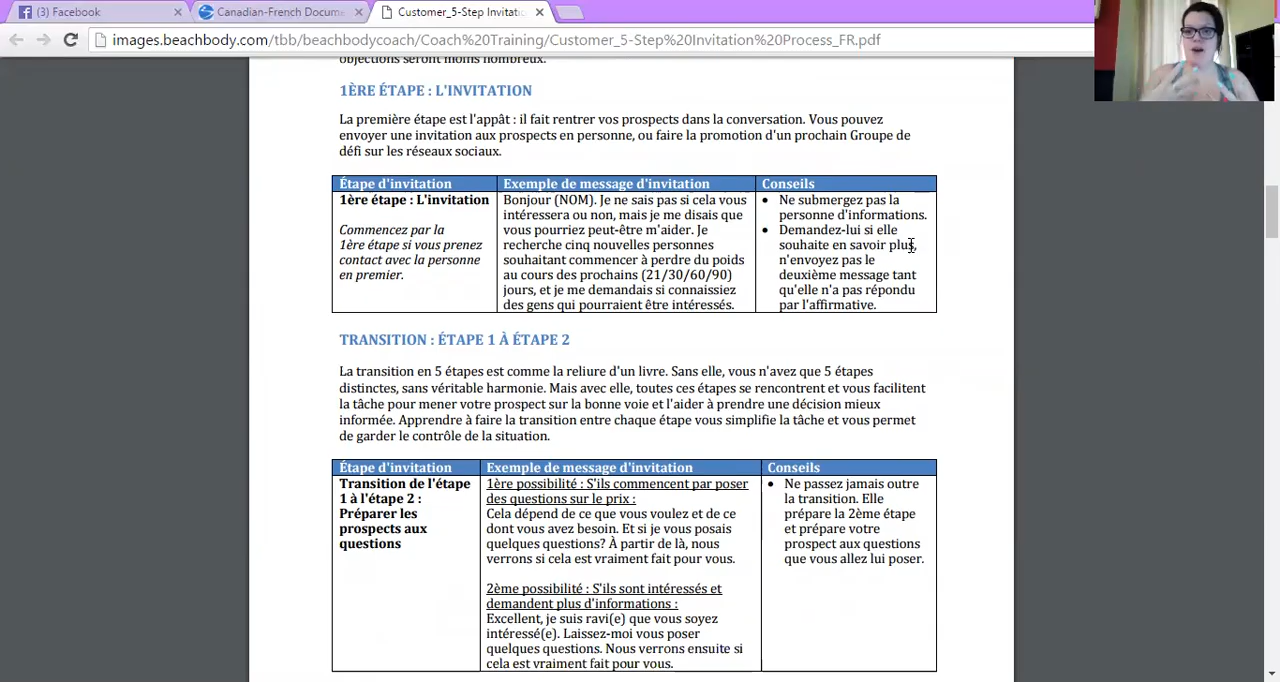 (3) Facebook
Canadian-French Docume
Customer_5-Step Invitati
images.beachbody.com/tbb/beachbodycoach/Coach%20Training/Customer_5-Step%20Invitation%20Process_FR.pdf
objections seront moins nombreux.
1ÈRE ÉTAPE : L'INVITATION
La première étape est l'appât : il fait rentrer vos prospects dans la conversation. Vous pouvez
envoyer une invitation aux prospects en personne, ou faire la promotion d'un prochain Groupe de
défi sur les réseaux sociaux.
Étape d'invitation
Exemple de message d'invitation
Conseils
1ère étape : L'invitation
Commencez par la
1ère étape si vous prenez
contact avec la personne
en premier.
Bonjour (NOM). Je ne sais pas si cela vous
intéressera ou non, mais je me disais que
vous pourriez peut-être m'aider. Je
recherche cinq nouvelles personnes
souhaitant commencer à perdre du poids
au cours des prochains (21/30/60/90)
jours, et je me demandais si connaissiez
des gens qui pourraient être intéressés.
• Ne submergez pas la
personne d'informations.
• Demandez-lui si elle
souhaite en savoir plus,
n'envoyez pas le
deuxième message tant
qu'elle n'a pas répondu
par l'affirmative.
TRANSITION : ÉTAPE 1 À ÉTAPE 2
La transition en 5 étapes est comme la reliure d'un livre. Sans elle, vous n'avez que 5 étapes
distinctes, sans véritable harmonie. Mais avec elle, toutes ces étapes se rencontrent et vous facilitent
la tâche pour mener votre prospect sur la bonne voie et l'aider à prendre une décision mieux
informée. Apprendre à faire la transition entre chaque étape vous simplifie la tâche et vous permet
de garder le contrôle de la situation.
Étape d'invitation
Exemple de message d'invitation
Conseils
Transition de l'étape
1 à l'étape 2 :
Préparer les
prospects aux
questions
1ère possibilité : S'ils commencent par poser
des questions sur le prix :
Cela dépend de ce que vous voulez et de ce
dont vous avez besoin. Et si je vous posais
quelques questions? À partir de là, nous
verrons si cela est vraiment fait pour vous.
2ème possibilité : S'ils sont intéressés et
demandent plus d'informations :
Excellent, je suis ravi(e) que vous soyez
intéressé(e). Laissez-moi vous poser
quelques questions. Nous verrons ensuite si
cela est vraiment fait pour vous.
• Ne passez jamais outre
la transition. Elle
prépare la 2ème étape
et prépare votre
prospect aux questions
que vous allez lui poser.